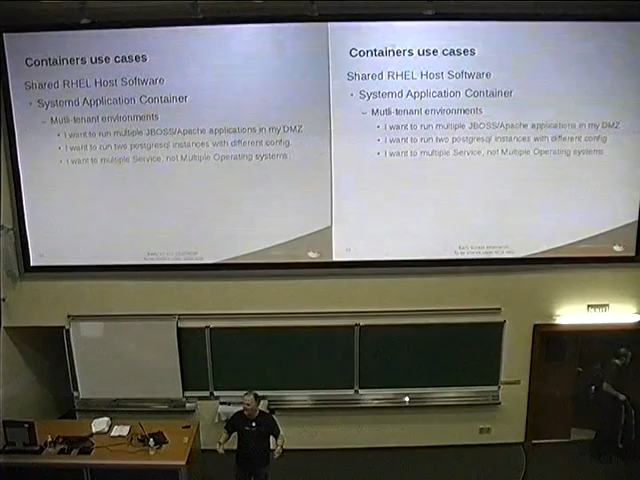 Containers use cases
Shared RHEL Host Software
• Systemd Application Container
– Mutli-tenant environments
• I want to run multiple JBOSS/Apache applications in my DMZ
• I want to run two postgresql instances with different config.
• I want to multiple Service, not Multiple Operating systems
Containers use cases
Shared RHEL Host Software
• Systemd Application Container
– Mutli-tenant environments
• I want to run multiple JBOSS/Apache applications in my DMZ
• I want to run two postgresql instances with different config
• I want to multiple Service, not Multiple Operating systems